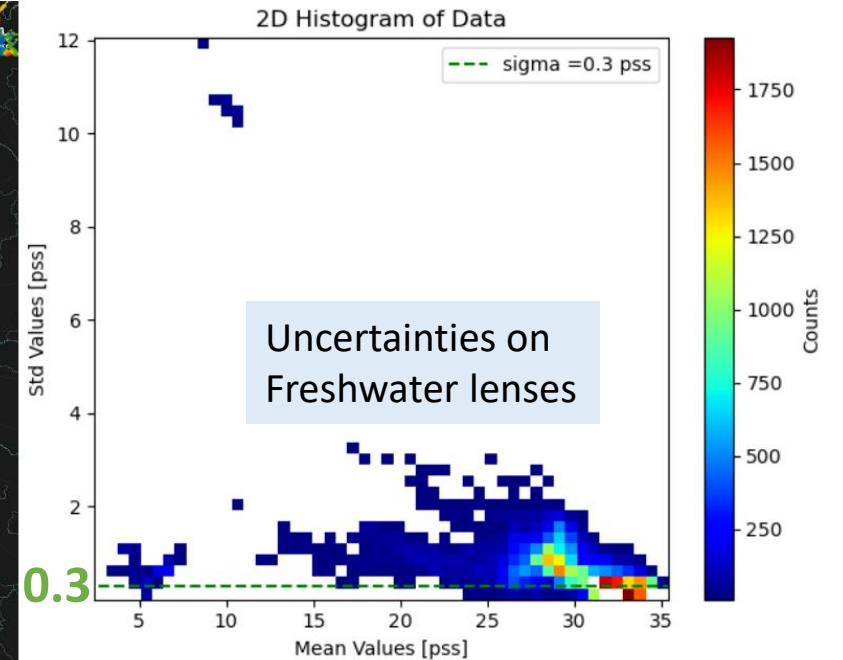 2D Histogram of Data
12
10
8
6
4
2
0.3
Std Values [pss]
sigma =0.3 pss
Uncertainties on
Freshwater lenses
5 10 15 20 25 30 35
Mean Values [pss]
1750
1500
1250
1000
750
500
250
Counts